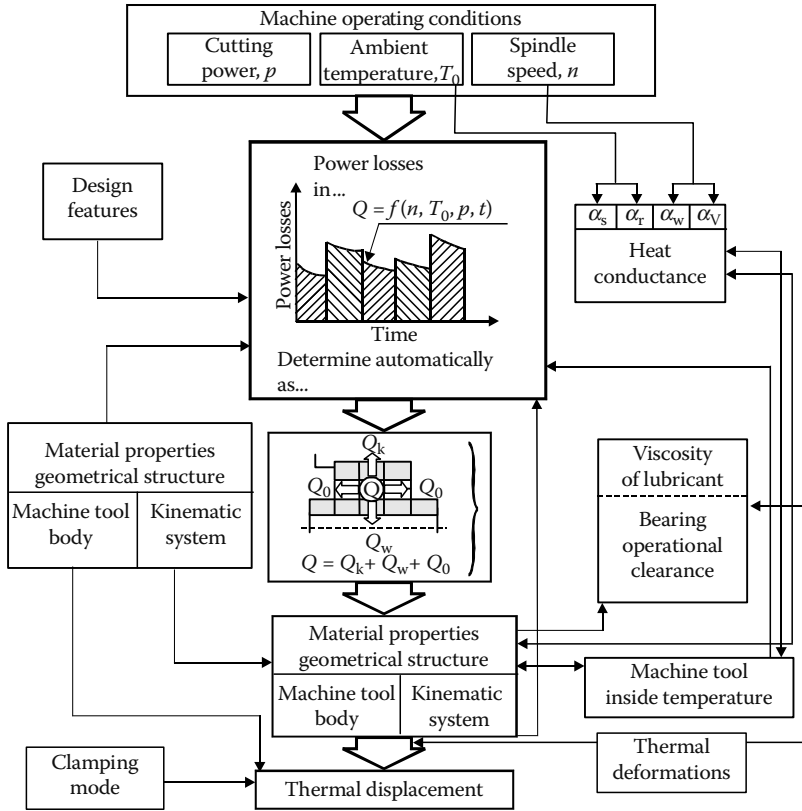 Machine operating conditions
Cutting
power, p
Ambient
temperature, T₀
Spindle
speed, n
Design
features
Power losses
in...
Q = f(n, T₀, p, t)
Power losses
Time
Determine automatically
as...
αs αr αw αV
Heat
conductance
Material properties
geometrical structure
Machine tool
body
Kinematic
system
Qk
Q₀ Q Q₀
Qw
Q = Qk + Qw + Q₀
Viscosity
of lubricant
Bearing
operational
clearance
Material properties
geometrical structure
Machine tool
body
Kinematic
system
Machine tool
inside temperature
Clamping
mode
Thermal displacement
Thermal
deformations